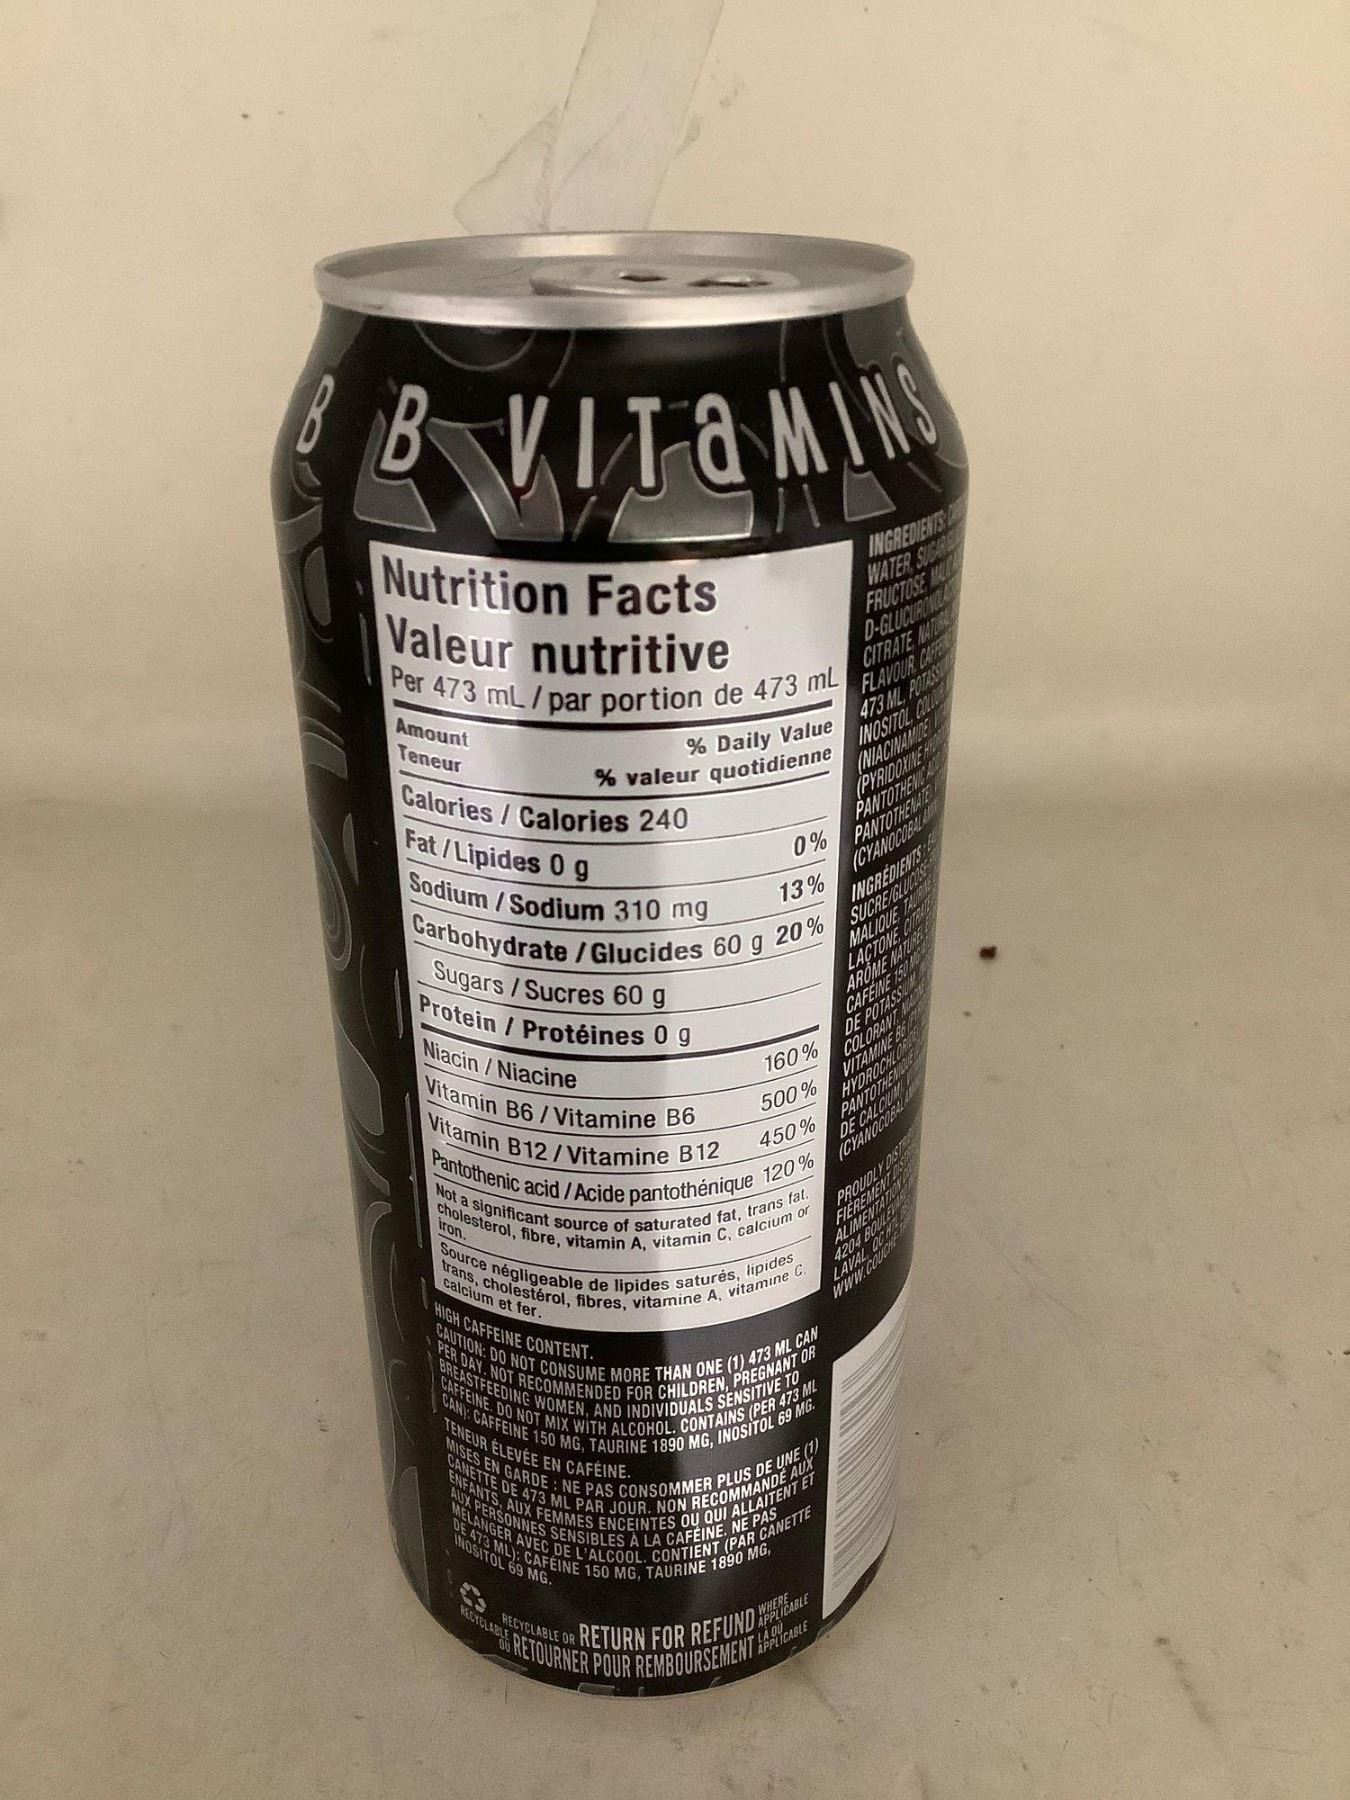 B B VITaMINS
Nutrition Facts
Valeur nutritive
Per 473 mL / par portion de 473 mL
Amount % Daily Value
Teneur % valeur quotidienne
Calories / Calories 240
Fat / Lipides 0 g 0%
Sodium / Sodium 310 mg 13%
Carbohydrate / Glucides 60 g 20%
Sugars / Sucres 60 g
Protein / Protéines 0 g
Niacin / Niacine 160%
Vitamin B6 / Vitamine B6 500%
Vitamin B12 / Vitamine B12 450%
Pantothenic acid / Acide pantothénique 120%
Not a significant source of saturated fat, trans fat,
cholesterol, fibre, vitamin A, vitamin C, calcium or
iron.
Source négligeable de lipides saturés, lipides
trans, cholestérol, fibres, vitamine A, vitamine C,
calcium et fer.
HIGH CAFFEINE CONTENT.
CAUTION: DO NOT CONSUME MORE THAN ONE (1) 473 ML CAN
PER DAY. NOT RECOMMENDED FOR CHILDREN, PREGNANT OR
BREASTFEEDING WOMEN, AND INDIVIDUALS SENSITIVE TO
CAFFEINE. DO NOT MIX WITH ALCOHOL. CONTAINS (PER 473 ML
CAN): CAFFEINE 150 MG, TAURINE 1890 MG, INOSITOL 69 MG.
TENEUR ÉLEVÉE EN CAFÉINE.
MISES EN GARDE : NE PAS CONSOMMER PLUS DE UNE (1)
CANETTE DE 473 ML PAR JOUR. NON RECOMMANDÉ AUX
ENFANTS, AUX FEMMES ENCEINTES OU QUI ALLAITENT ET
AUX PERSONNES SENSIBLES À LA CAFÉINE. NE PAS
MÉLANGER AVEC DE L'ALCOOL. CONTIENT (PAR CANETTE
DE 473 ML): CAFÉINE 150 MG, TAURINE 1890 MG,
INOSITOL 69 MG.
RECYCLABLE OR RETURN FOR REFUND WHERE APPLICABLE
RECYCLABLE OU RETOURNER POUR REMBOURSEMENT LÀ OÙ APPLICABLE
INGREDIENTS:
WATER,
FRUCTOSE,
CITRATE,
FLAVOUR,
473 ML,
INOSITOL,
(NIACINAMIDE)
(PYRIDOXINE
INGRÉDIENTS :
MALIQUE,
LACTONE,
CAFÉINE 150
COLORANT,
VITAMINE B6
DE CALCIUM)
PROUDLY
FIÈREMENT
ALIMENTATION
4204
LAVAL, QC